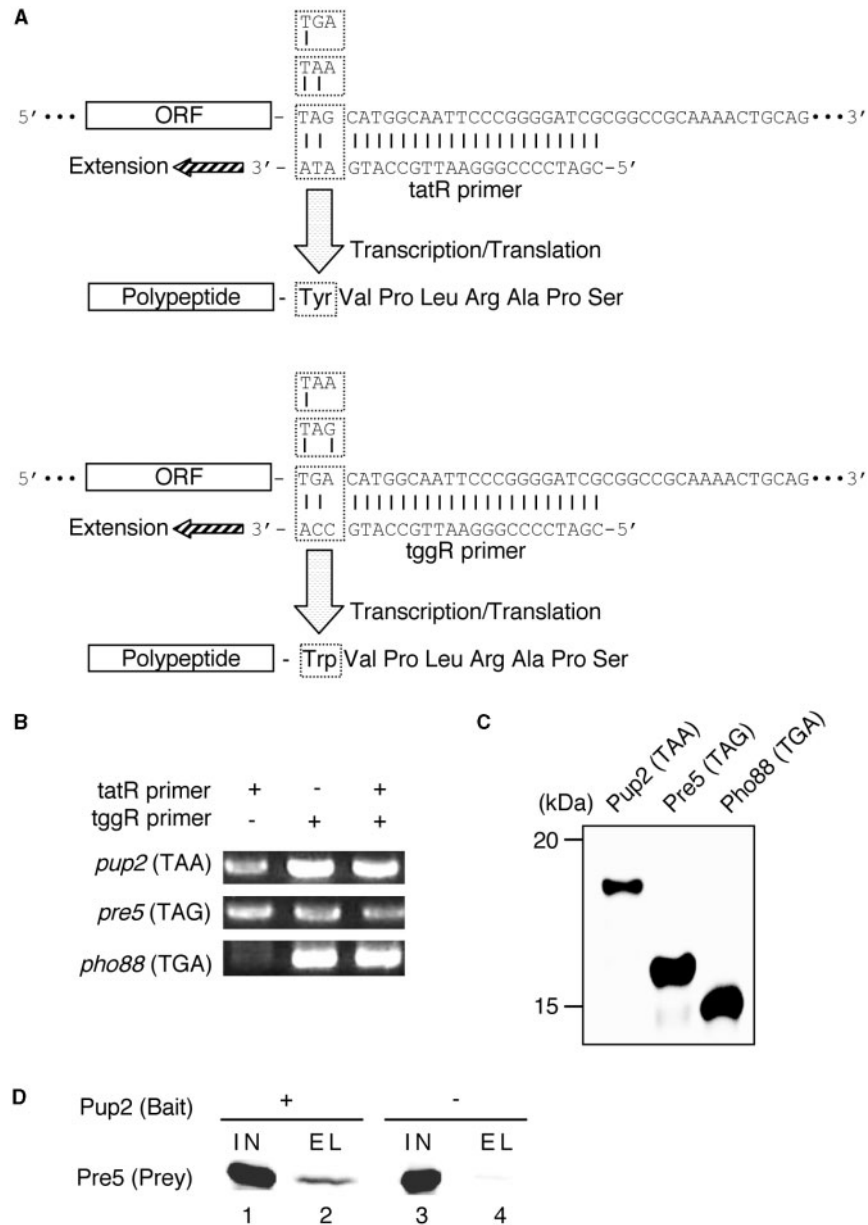 A
TGA
TAA
5' ••• ORF - TAG CATGGCAATTCCCGGGGATCGCGGCCGCAAAACTGCAG•••3'
Extension 3' - ATA GTACCGTTAAGGGCCCCTAGC-5'
tatR primer
Transcription/Translation
Polypeptide - Tyr Val Pro Leu Arg Ala Pro Ser
TAA
TAG
5' ••• ORF - TGA CATGGCAATTCCCGGGGATCGCGGCCGCAAAACTGCAG•••3'
Extension 3' - ACC GTACCGTTAAGGGCCCCTAGC-5'
tggR primer
Transcription/Translation
Polypeptide - Trp Val Pro Leu Arg Ala Pro Ser
B
tatR primer + - +
tggR primer - + +
pup2 (TAA)
pre5 (TAG)
pho88 (TGA)
C
Pup2 (TAA)
Pre5 (TAG)
Pho88 (TGA)
(kDa)
20
15
D
Pup2 (Bait) + -
IN EL IN EL
Pre5 (Prey)
1 2 3 4